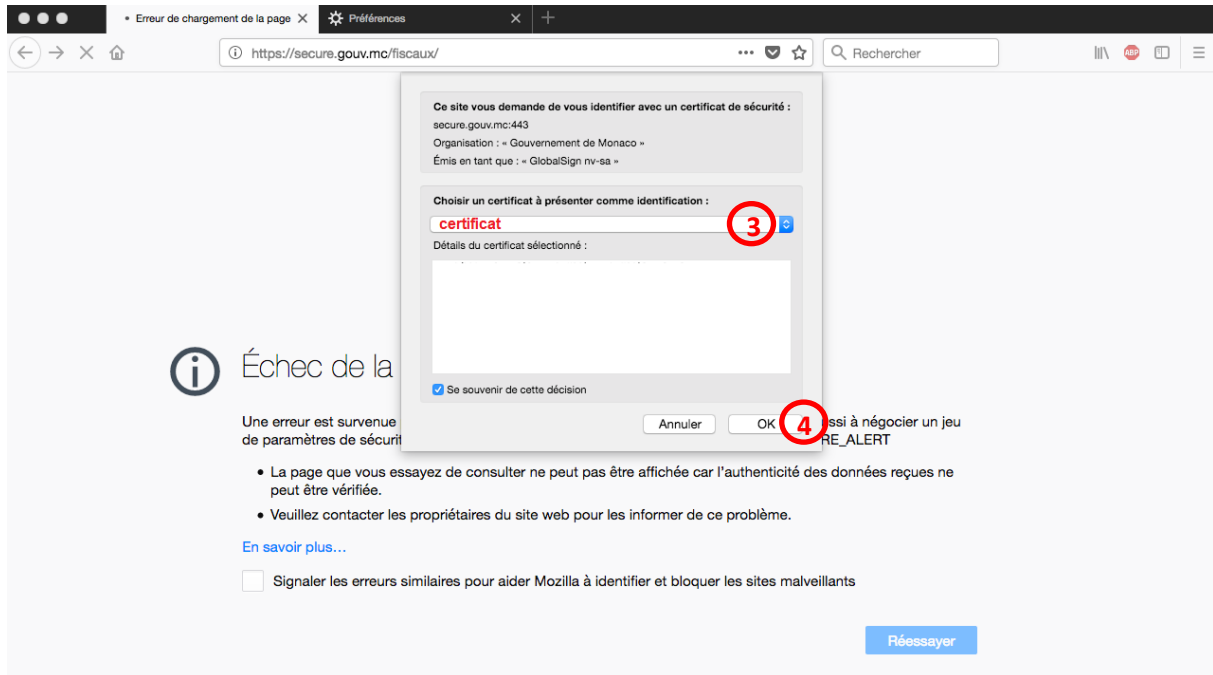 • Erreur de chargement de la page
Préférences
https://secure.gouv.mc/fiscaux/
Rechercher
ABP
Ce site vous demande de vous identifier avec un certificat de sécurité :
secure.gouv.mc:443
Organisation : « Gouvernement de Monaco »
Émis en tant que : « GlobalSign nv-sa »
Choisir un certificat à présenter comme identification :
certificat
3
Détails du certificat sélectionné :
Se souvenir de cette décision
Annuler
OK
4
Échec de la
Une erreur est survenue
ssi à négocier un jeu
de paramètres de sécurit
RE_ALERT
• La page que vous essayez de consulter ne peut pas être affichée car l'authenticité des données reçues ne
peut être vérifiée.
• Veuillez contacter les propriétaires du site web pour les informer de ce problème.
En savoir plus…
Signaler les erreurs similaires pour aider Mozilla à identifier et bloquer les sites malveillants
Réessayer